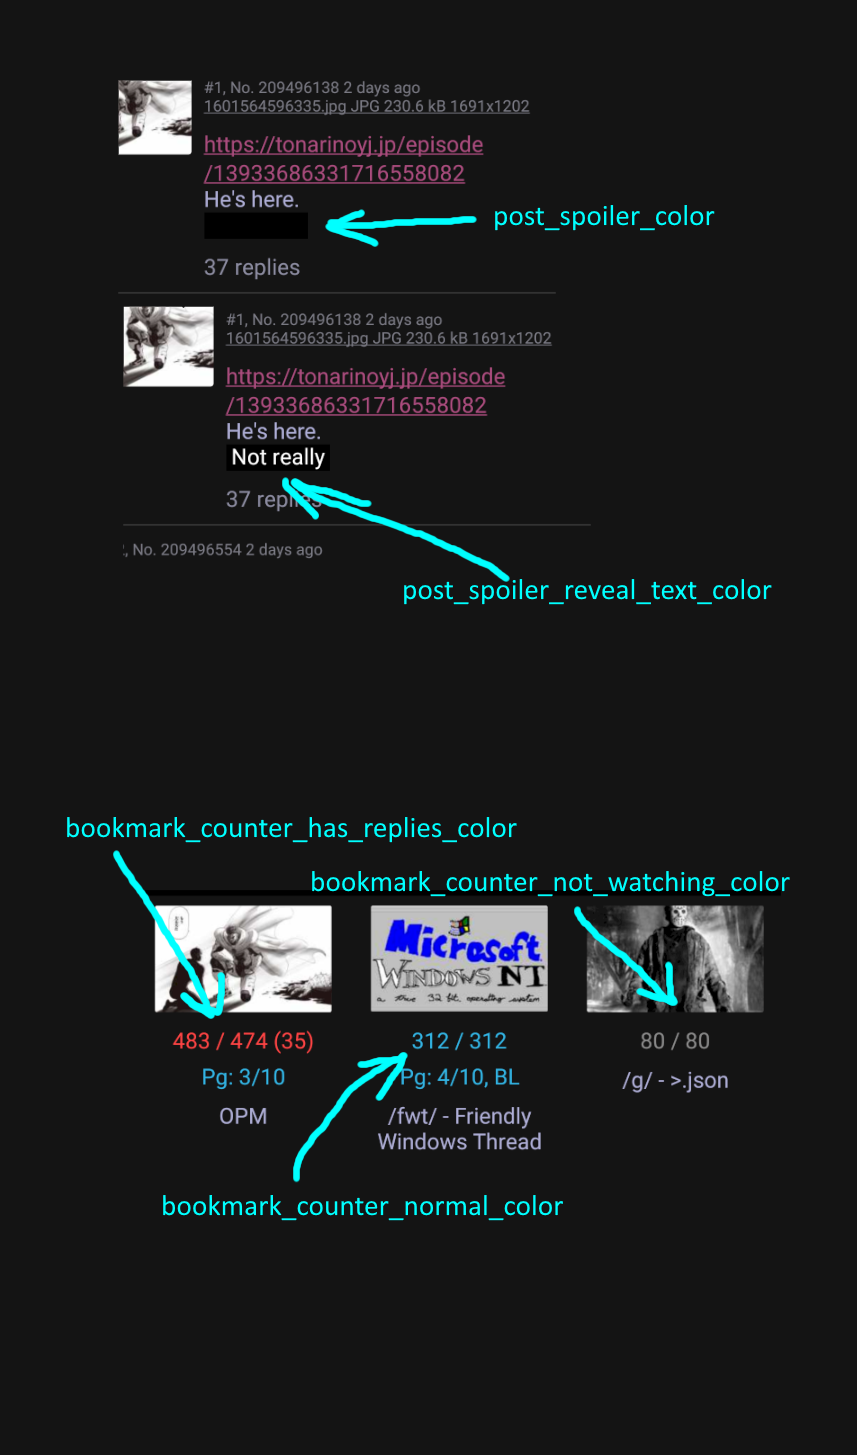 #1, No. 209496138 2 days ago
1601564596335.jpg JPG 230.6 kB 1691x1202
https://tonarinoyj.jp/episode
/13933686331716558082
He's here.
post_spoiler_color
37 replies
#1, No. 209496138 2 days ago
1601564596335.jpg JPG 230.6 kB 1691x1202
https://tonarinoyj.jp/episode
/13933686331716558082
He's here.
Not really
37 replies
, No. 209496554 2 days ago
post_spoiler_reveal_text_color
bookmark_counter_has_replies_color
bookmark_counter_not_watching_color
Microsoft
WINDOWS NT
a true 32 bit operating system
483 / 474 (35)
312 / 312
80 / 80
Pg: 3/10
Pg: 4/10, BL
/g/ - >.json
OPM
/fwt/ - Friendly
Windows Thread
bookmark_counter_normal_color